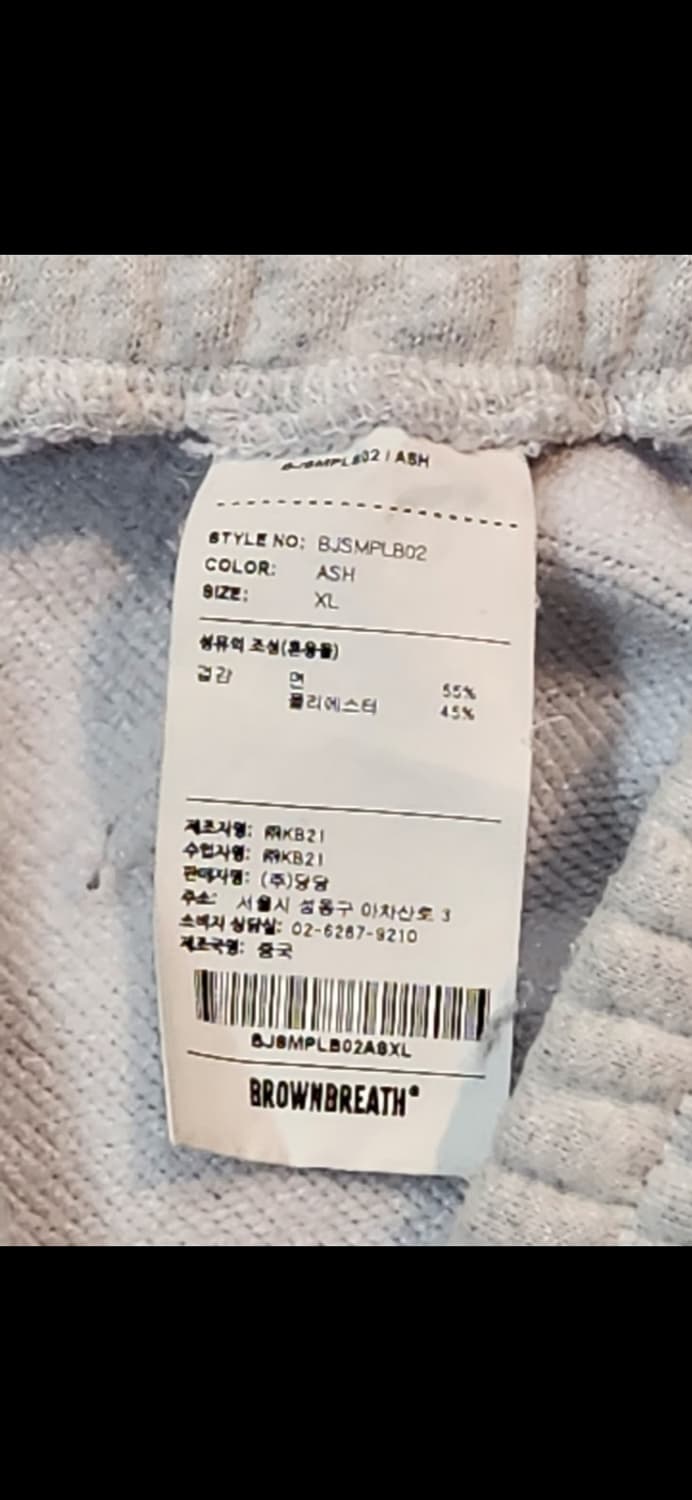 BJSMPLB02 / ASH
STYLE NO: BJSMPLB02
COLOR: ASH
SIZE: XL
섬유의 조성(혼용률)
겉감 면 55%
폴리에스터 45%
제조자명: ㈜KB21
수입자명: ㈜KB21
판매자명: (주)당당
주소: 서울시 성동구 아차산로 3
소비자 상담실: 02-6287-9210
제조국명: 중국
BJSMPLB02ASXL
BROWNBREATH®